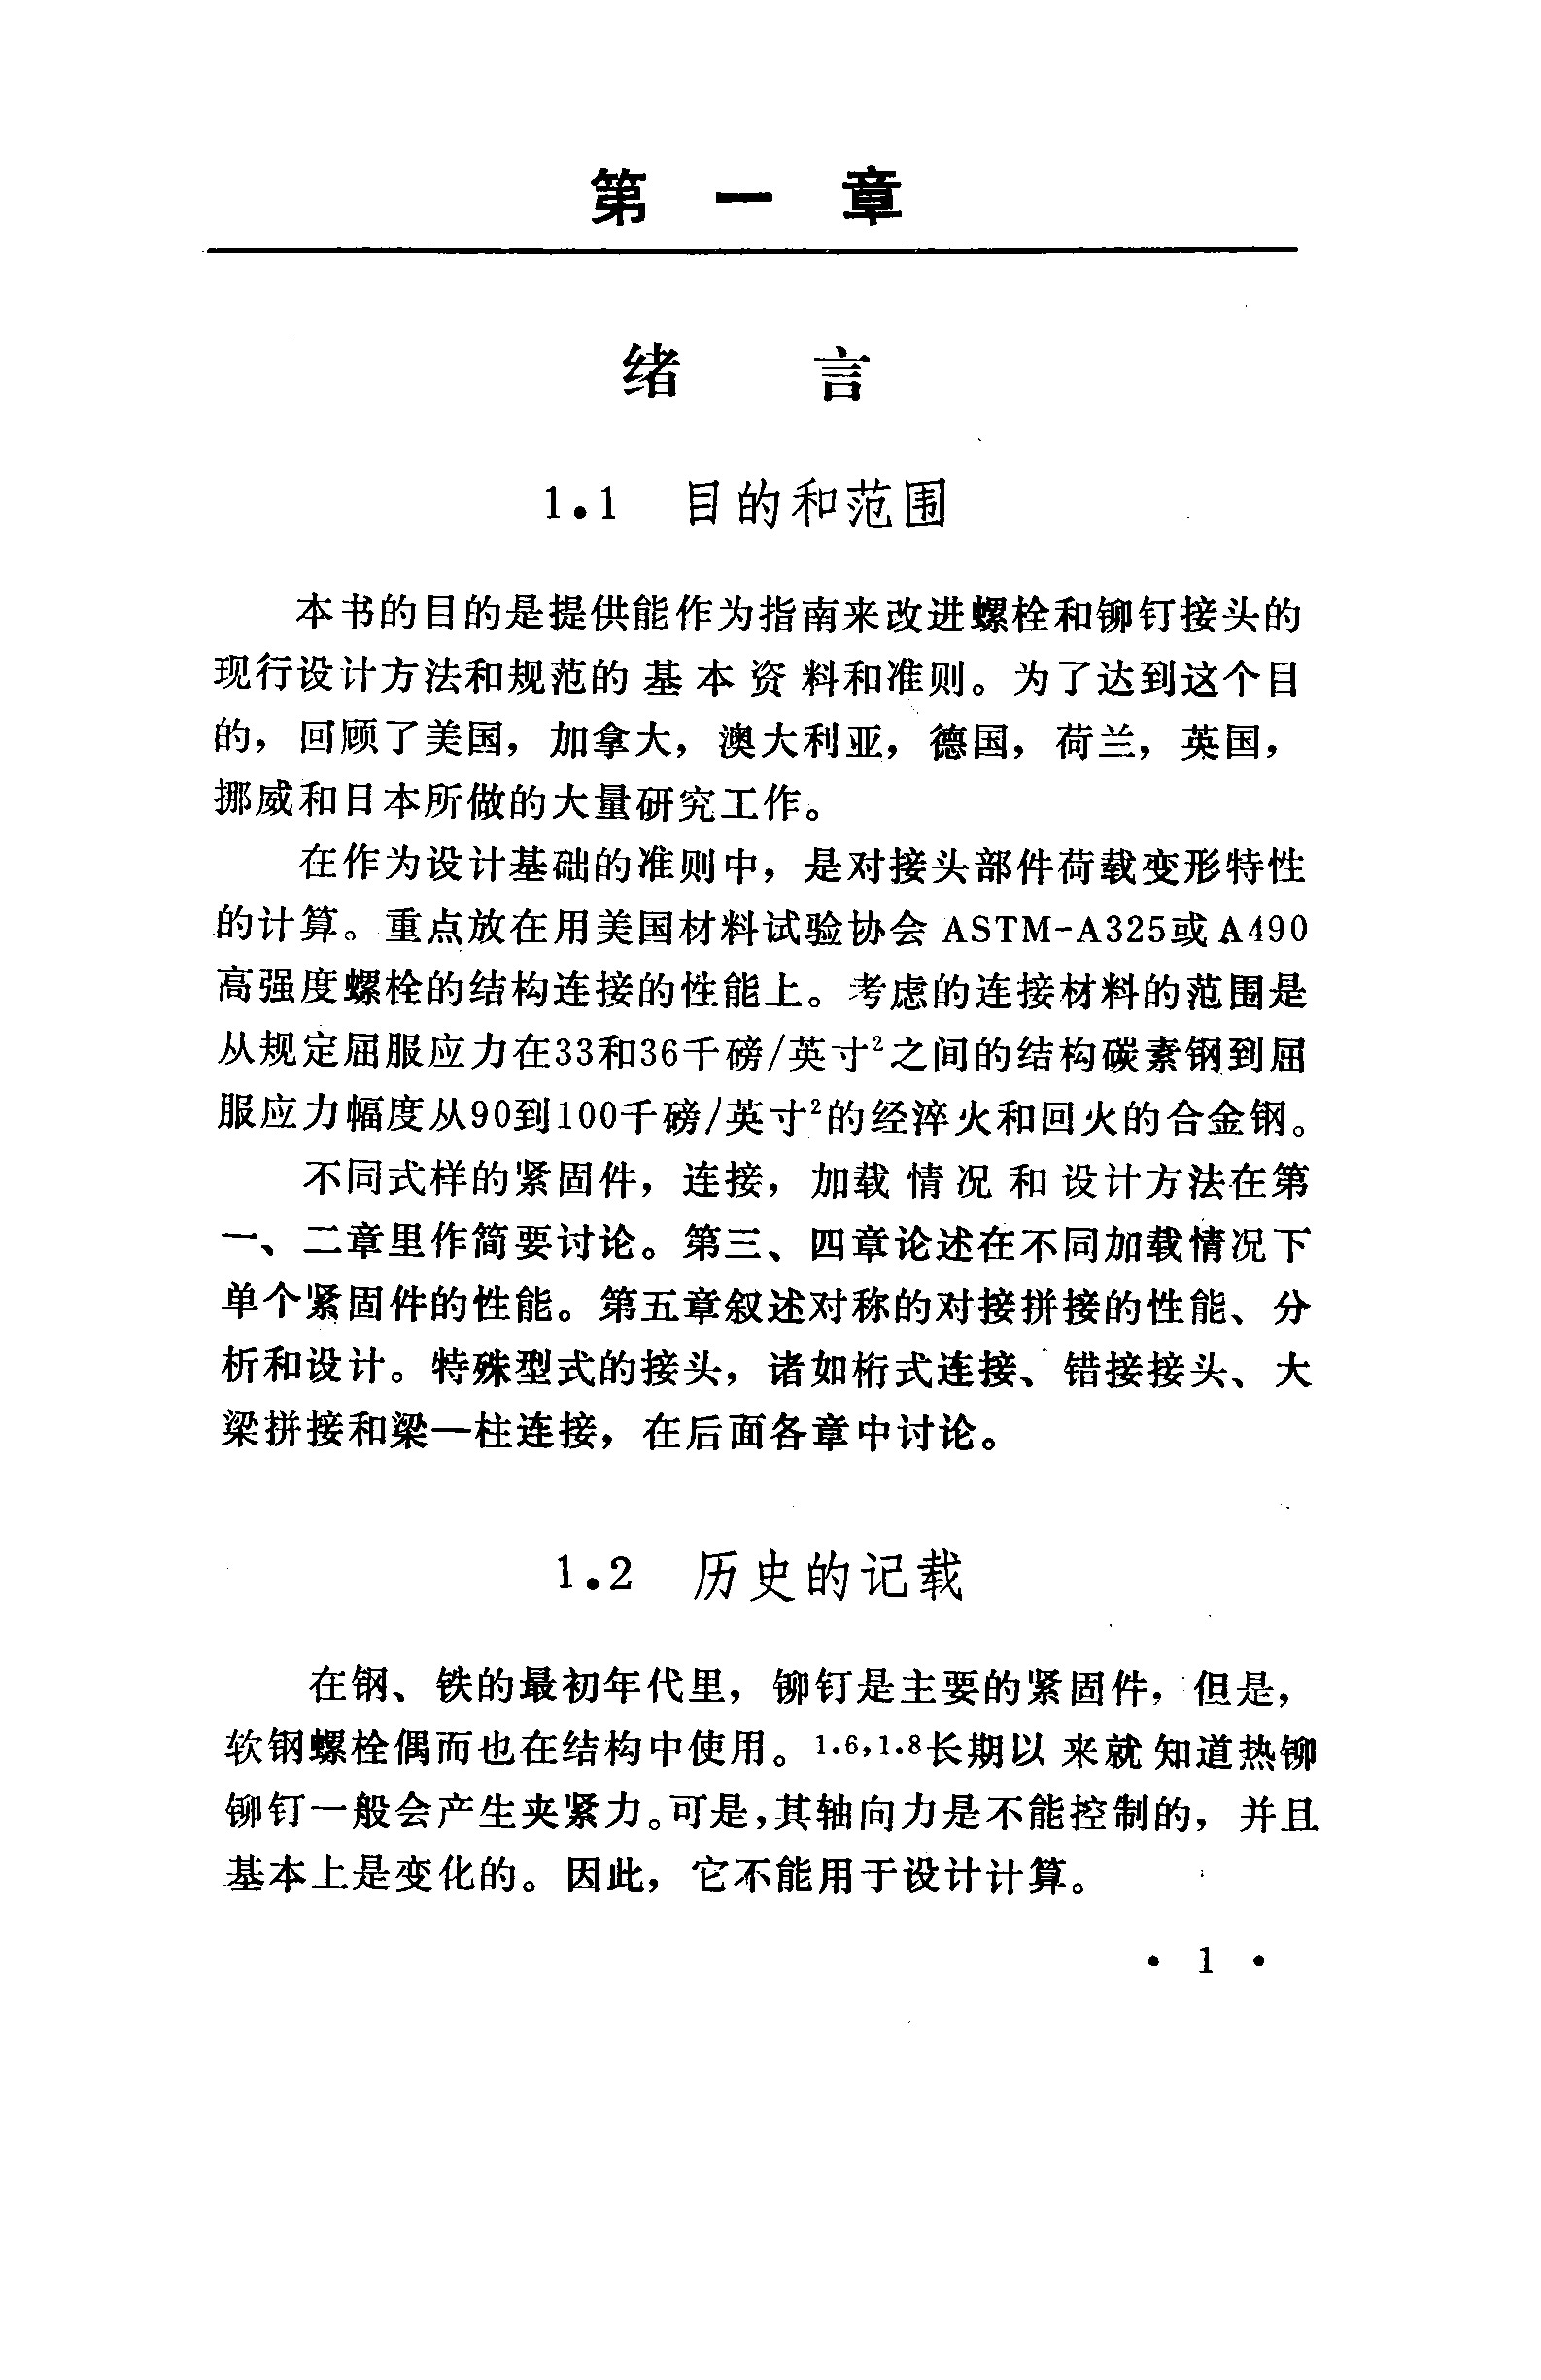 第一章
绪言
1.1 目的和范围
本书的目的是提供能作为指南来改进螺栓和铆钉接头的
现行设计方法和规范的基本资料和准则。为了达到这个目
的，回顾了美国，加拿大，澳大利亚，德国，荷兰，英国，
挪威和日本所做的大量研究工作。
在作为设计基础的准则中，是对接头部件荷载变形特性
的计算。重点放在用美国材料试验协会 ASTM-A325或A490
高强度螺栓的结构连接的性能上。考虑的连接材料的范围是
从规定屈服应力在33和36千磅/英寸²之间的结构碳素钢到屈
服应力幅度从90到100千磅/英寸²的经淬火和回火的合金钢。
不同式样的紧固件，连接，加载情况和设计方法在第
一、二章里作简要讨论。第三、四章论述在不同加载情况下
单个紧固件的性能。第五章叙述对称的对接拼接的性能、分
析和设计。特殊型式的接头，诸如桁式连接、错接接头、大
梁拼接和梁—柱连接，在后面各章中讨论。
1.2 历史的记载
在钢、铁的最初年代里，铆钉是主要的紧固件，但是，
软钢螺栓偶而也在结构中使用。1.6,1.8长期以来就知道热铆
铆钉一般会产生夹紧力。可是，其轴向力是不能控制的，并且
基本上是变化的。因此，它不能用于设计计算。
• 1 •